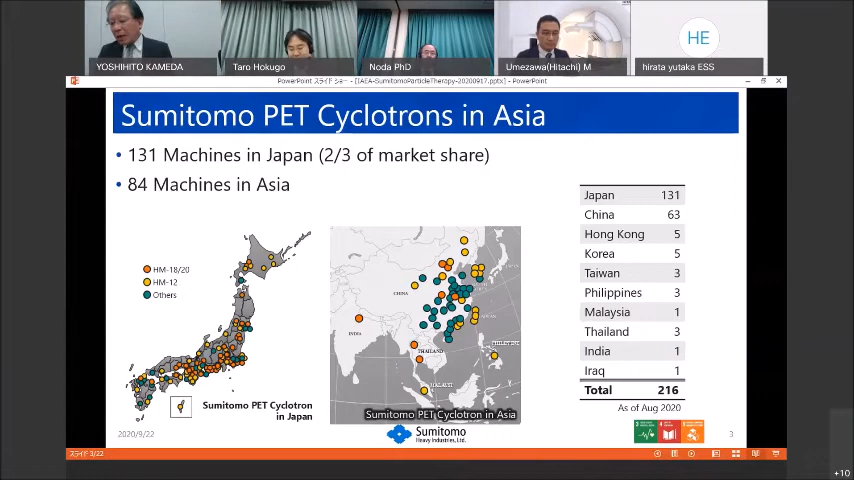 YOSHIHITO KAMEDA
Taro Hokugo
Noda PhD
Umezawa(Hitachi) M
HE
hirata yutaka ESS
PowerPoint スライド ショー - [IAEA-SumitomoParticleTherapy-20200917.pptx] - PowerPoint
Sumitomo PET Cyclotrons in Asia
• 131 Machines in Japan (2/3 of market share)
• 84 Machines in Asia
HM-18/20
HM-12
Others
Sumitomo PET Cyclotron
in Japan
CHINA
INDIA
THAILAND
PHILIPPINE
MALAUSI
Sumitomo PET Cyclotron in Asia
Japan 131
China 63
Hong Kong 5
Korea 5
Taiwan 3
Philippines 3
Malaysia 1
Thailand 3
India 1
Iraq 1
Total 216
As of Aug 2020
2020/9/22
Sumitomo
Heavy Industries, Ltd.
3
スライド 3/22
+10